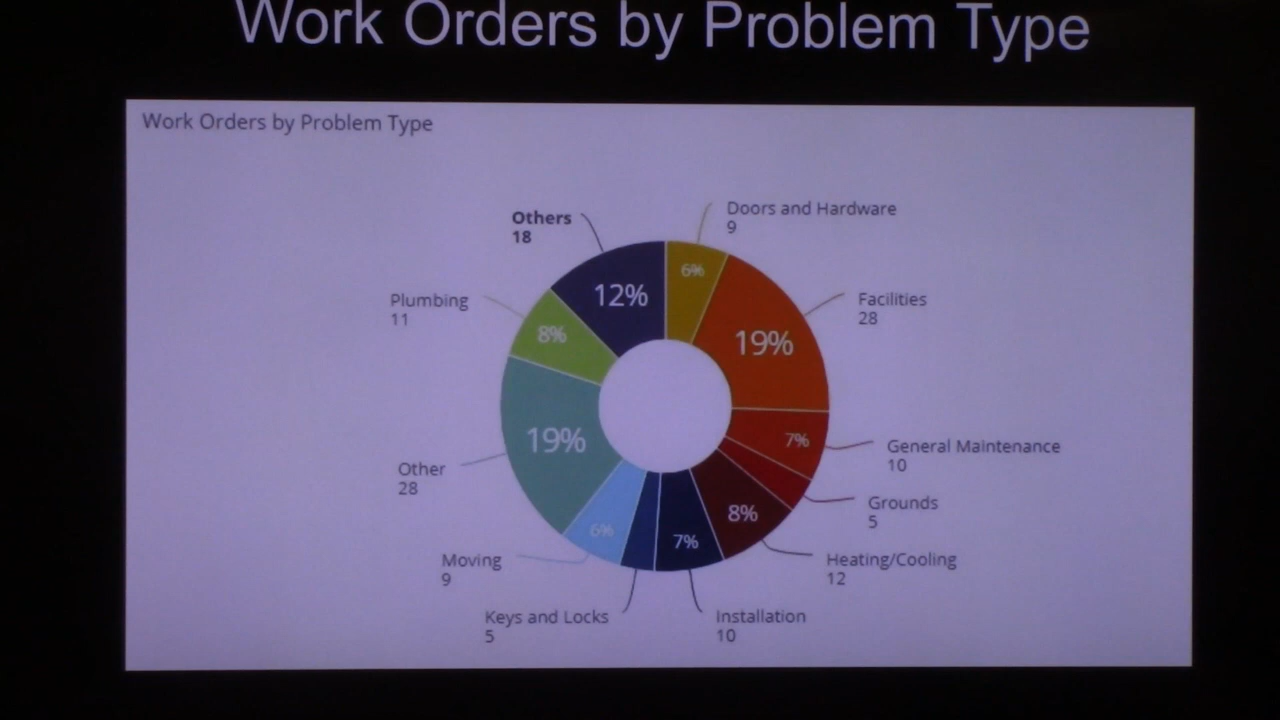 Work Orders by Problem Type
Work Orders by Problem Type
Others
18
Doors and Hardware
9
Plumbing
11
Facilities
28
12%
6%
8%
19%
19%
7%
General Maintenance
10
Other
28
Grounds
5
8%
6%
7%
Moving
9
Heating/Cooling
12
Keys and Locks
5
Installation
10